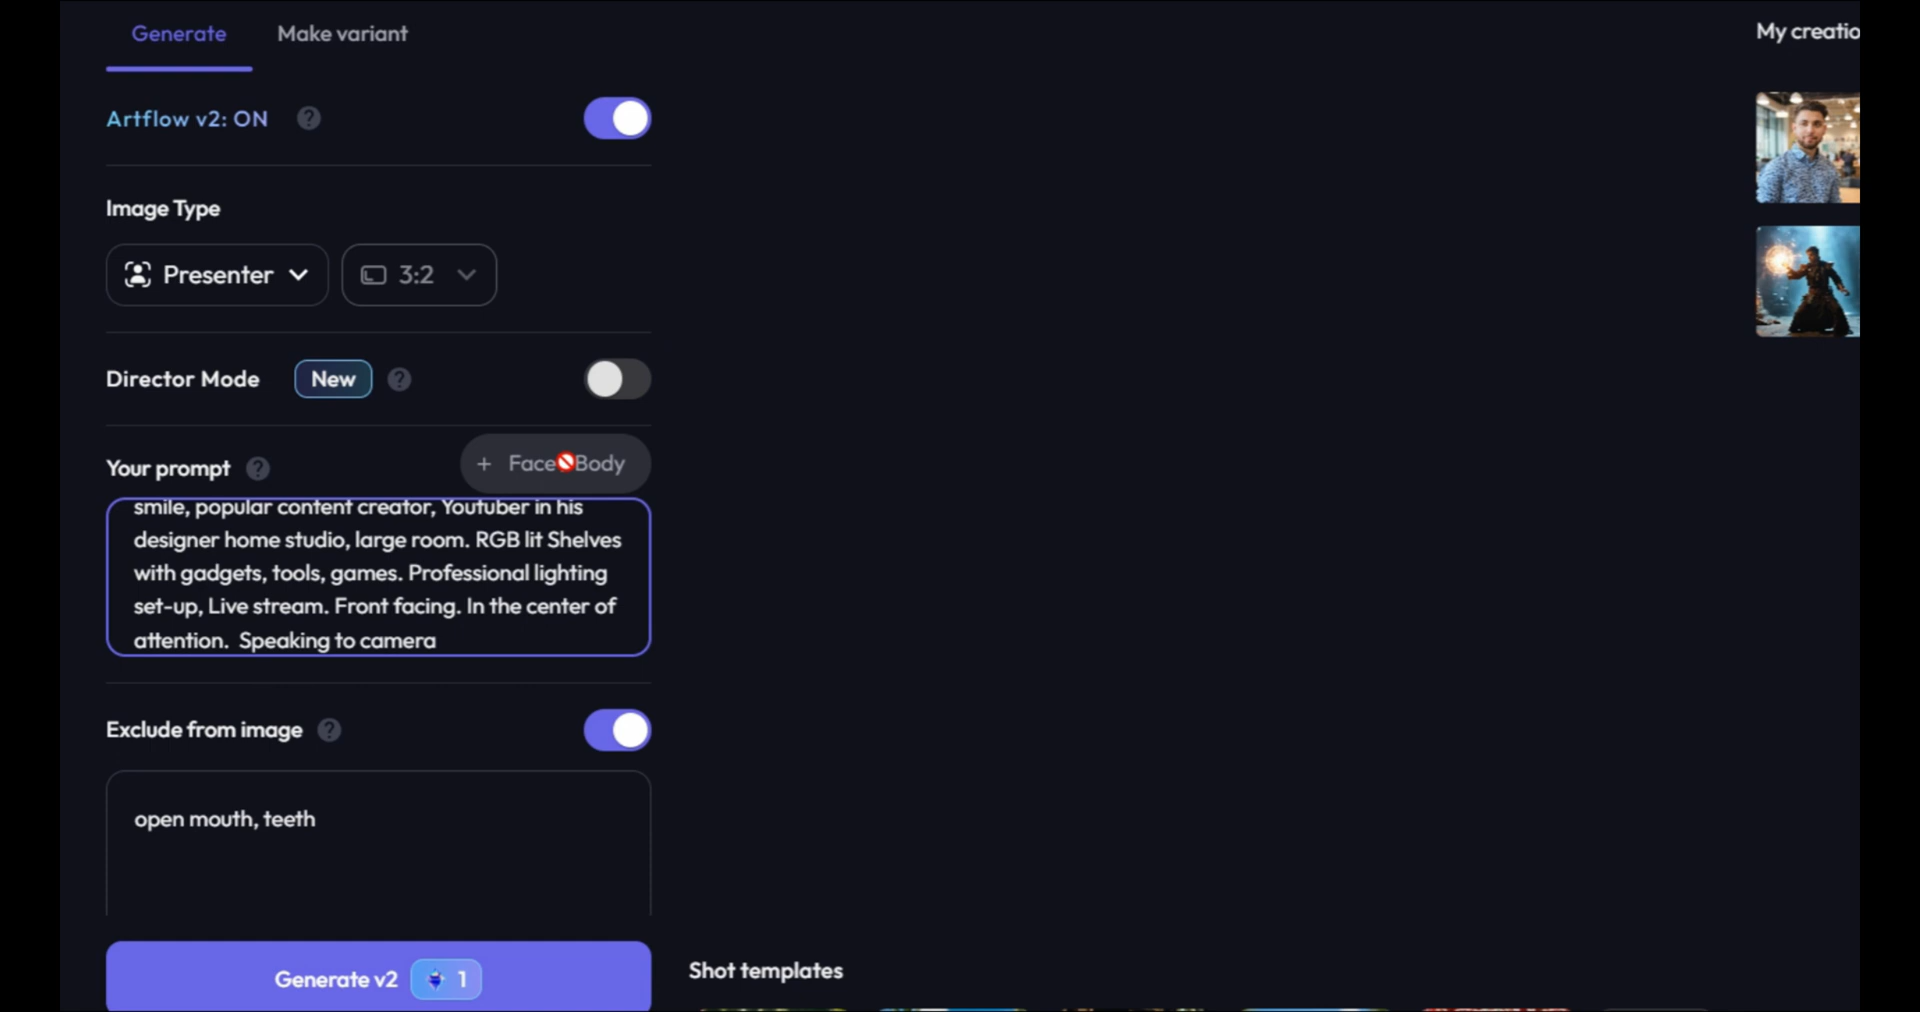 Generate
Make variant
My creatio
Artflow v2: ON
Image Type
Presenter
3:2
Director Mode
New
Your prompt
+ Face Body
smile, popular content creator, Youtuber in his
designer home studio, large room. RGB lit Shelves
with gadgets, tools, games. Professional lighting
set-up, Live stream. Front facing. In the center of
attention.  Speaking to camera
Exclude from image
open mouth, teeth
Generate v2
1
Shot templates